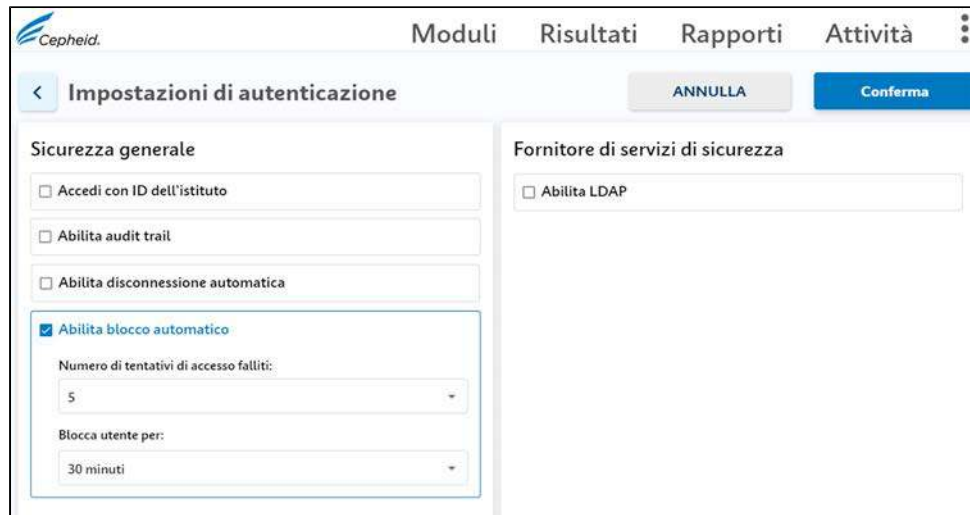 Cepheid.
Moduli Risultati Rapporti Attività
Impostazioni di autenticazione ANNULLA Conferma
Sicurezza generale
Accedi con ID dell'istituto
Abilita audit trail
Abilita disconnessione automatica
Abilita blocco automatico
Numero di tentativi di accesso falliti:
5
Blocca utente per:
30 minuti
Fornitore di servizi di sicurezza
Abilita LDAP